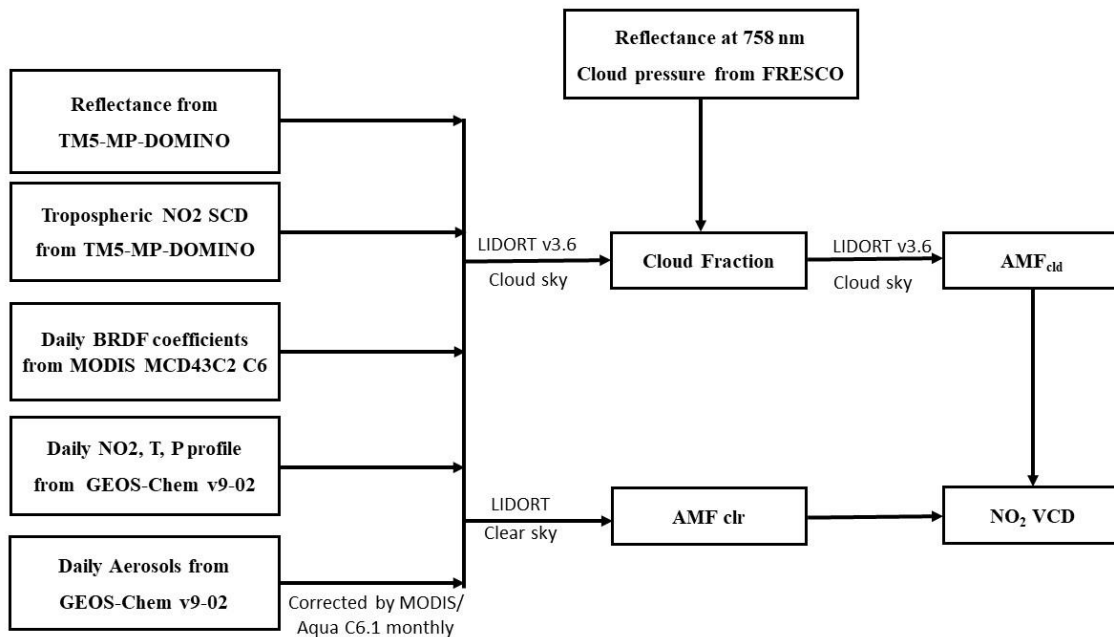 Reflectance at 758 nm
Cloud pressure from FRESCO
Reflectance from
TM5-MP-DOMINO
Tropospheric NO2 SCD
from TM5-MP-DOMINO
LIDORT v3.6
Cloud sky
Cloud Fraction
LIDORT v3.6
Cloud sky
AMFcld
Daily BRDF coefficients
from MODIS MCD43C2 C6
Daily NO2, T, P profile
from GEOS-Chem v9-02
LIDORT
Clear sky
AMF clr
NO₂ VCD
Daily Aerosols from
GEOS-Chem v9-02
Corrected by MODIS/
Aqua C6.1 monthly